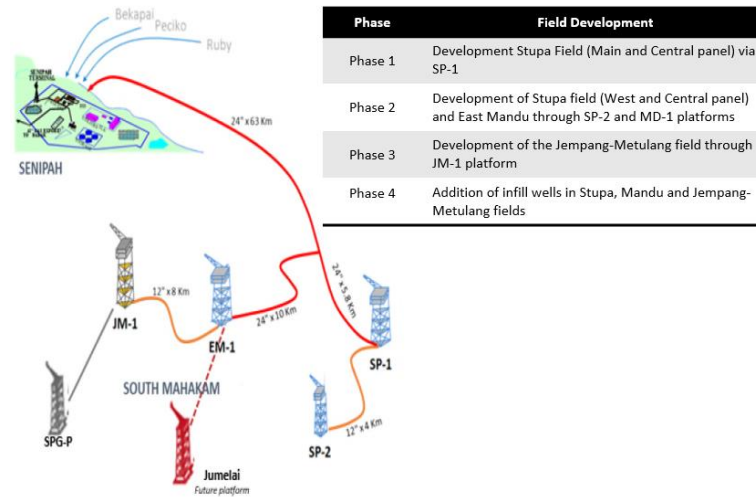 Bekapai
Peciko
Ruby
SENIPAH
TERMINAL
SENIPAH
24" x 63 Km
12" x 8 Km
JM-1
EM-1
24" x 10 Km
24" x 5.8 Km
SP-1
SOUTH MAHAKAM
SPG-P
12" x 4 Km
SP-2
Jumelai
Future platform
Phase Field Development
Phase 1 Development Stupa Field (Main and Central panel) via
SP-1
Phase 2 Development of Stupa field (West and Central panel)
and East Mandu through SP-2 and MD-1 platforms
Phase 3 Development of the Jempang-Metulang field through
JM-1 platform
Phase 4 Addition of infill wells in Stupa, Mandu and Jempang-
Metulang fields